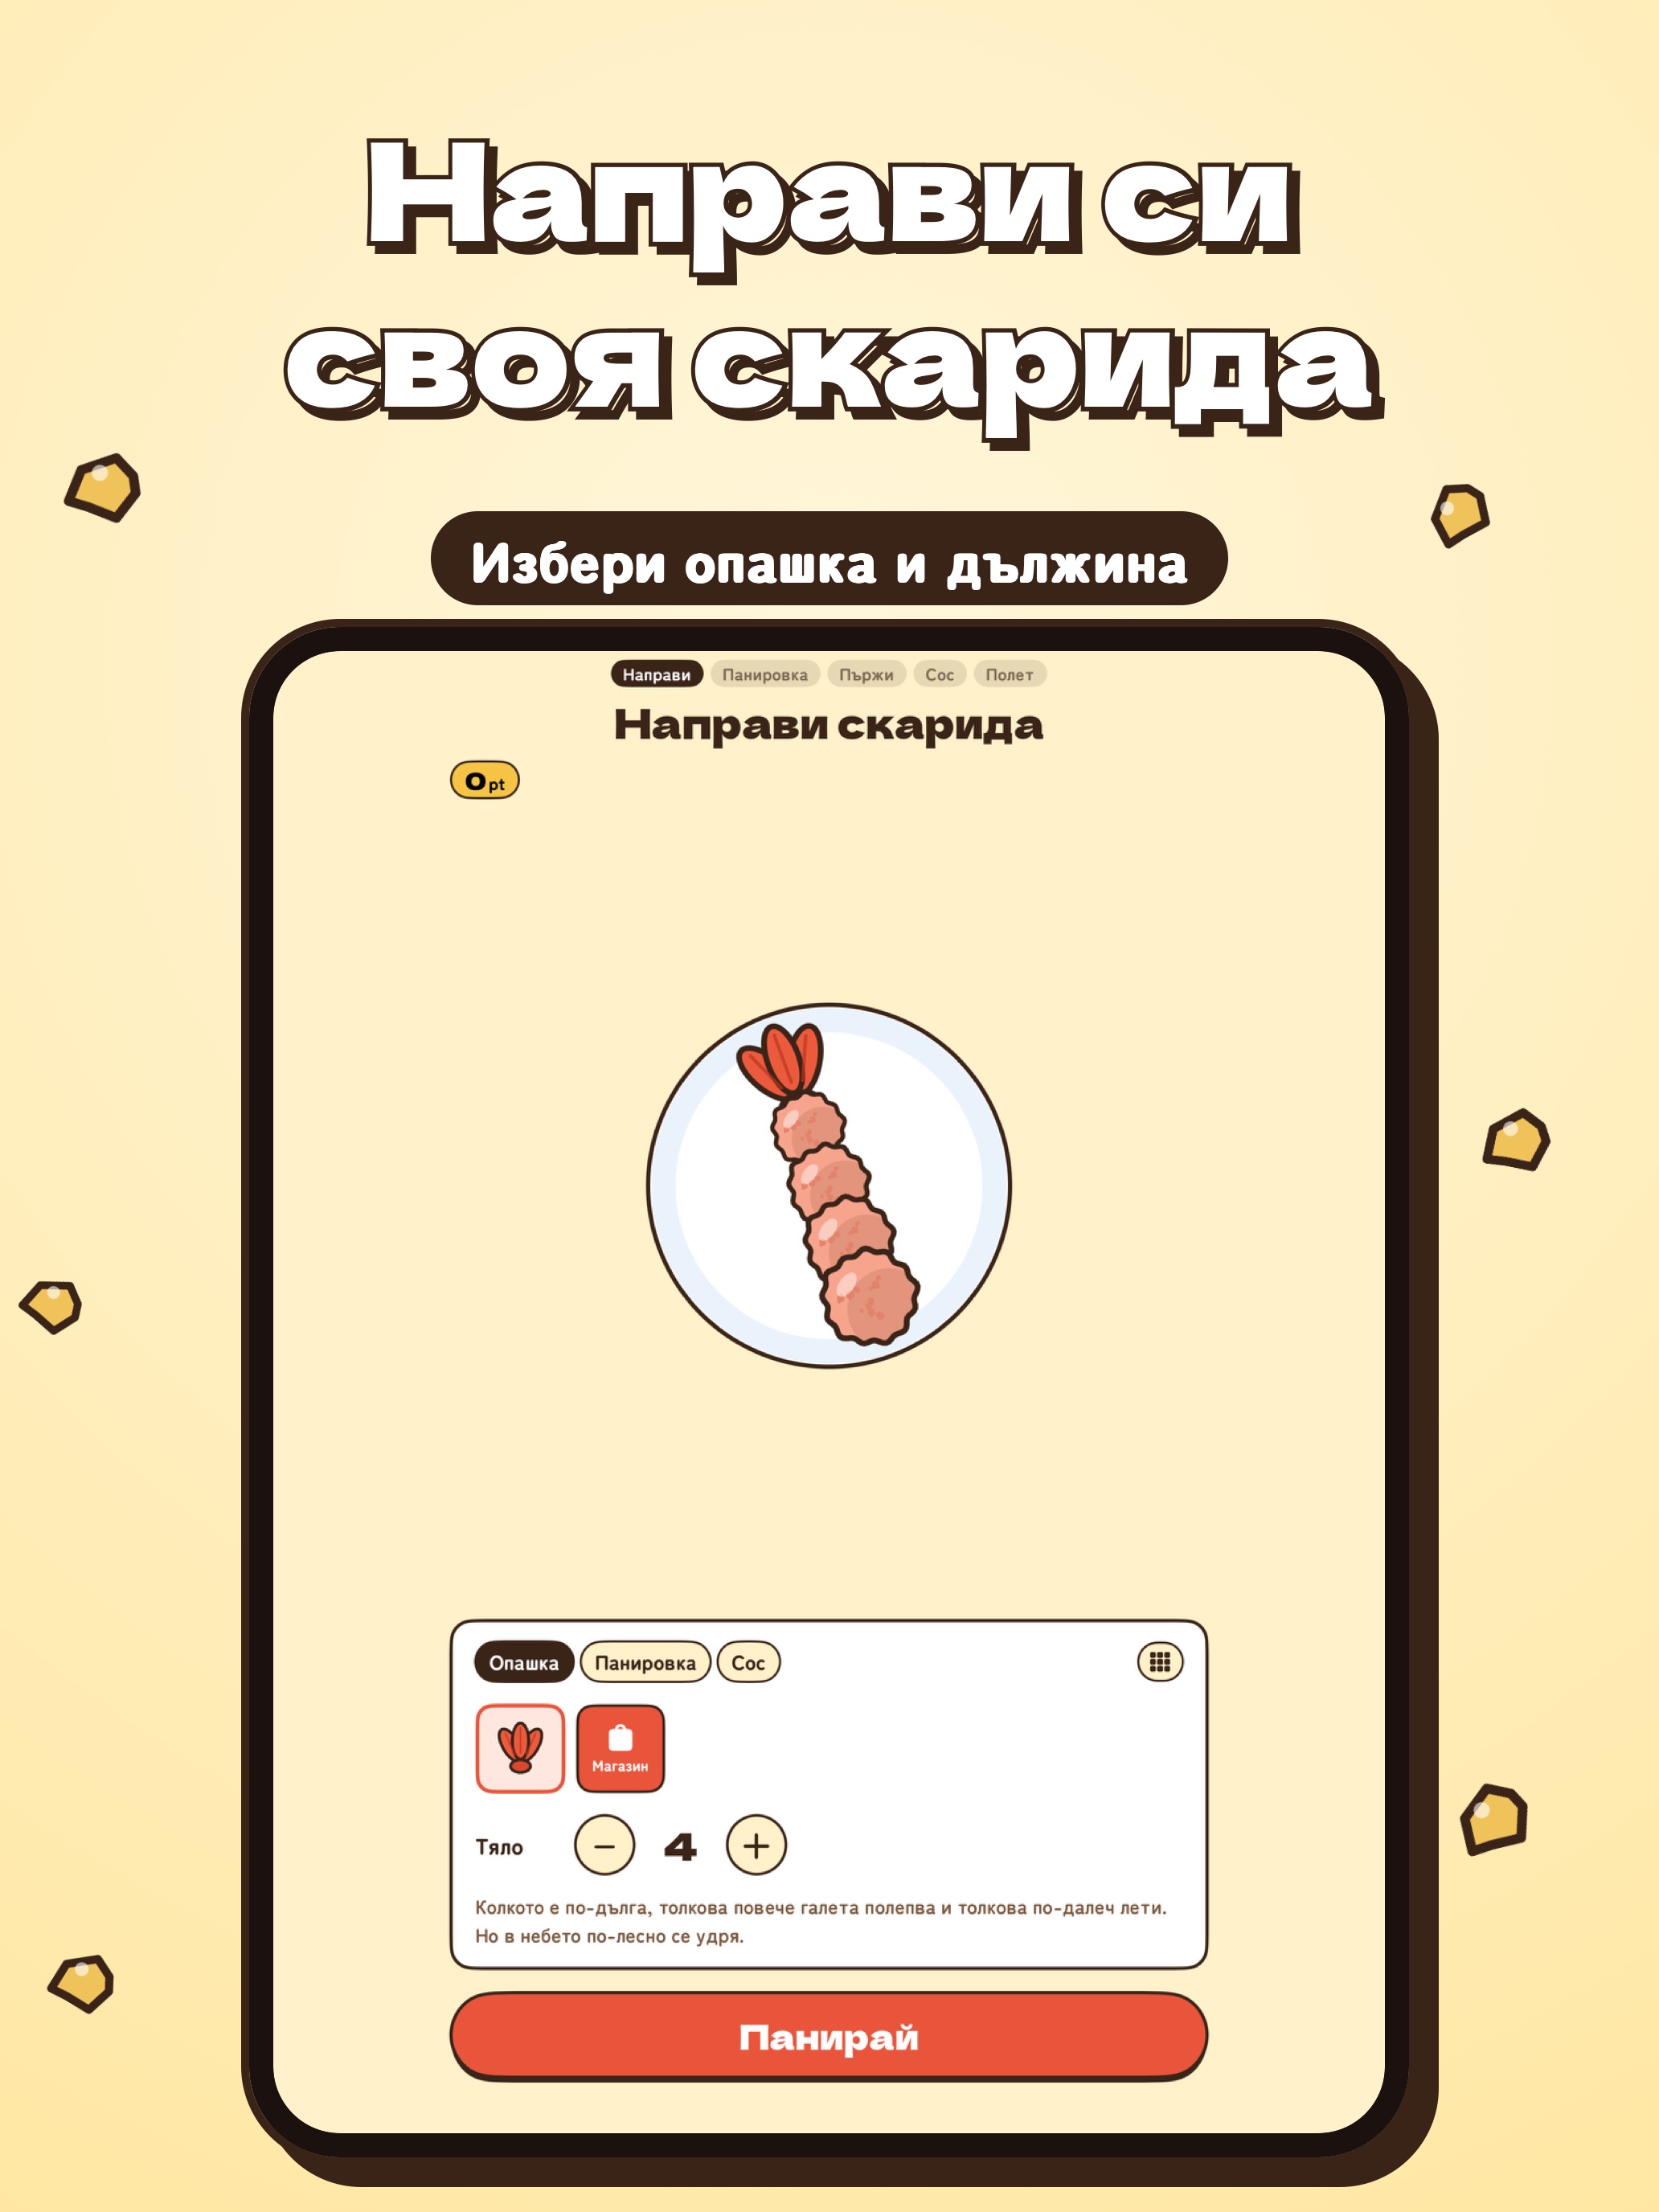 Направи си
своя скарида
Избери опашка и дължина
Направи Панировка Пържи Сос Полет
Направи скарида
0 pt
Опашка Панировка Сос
Магазин
Тяло − 4 +
Колкото е по-дълга, толкова повече галета полепва и толкова по-далеч лети.
Но в небето по-лесно се удря.
Панирай